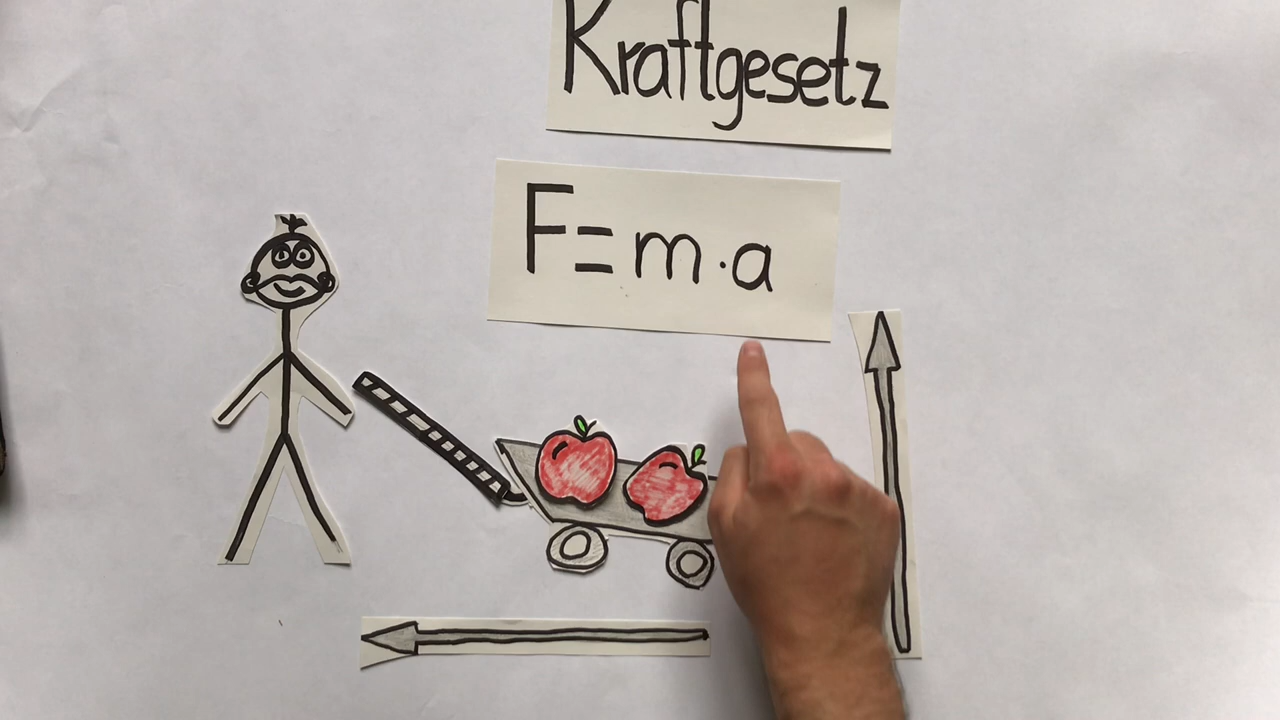 Kraftgesetz
F = m · a